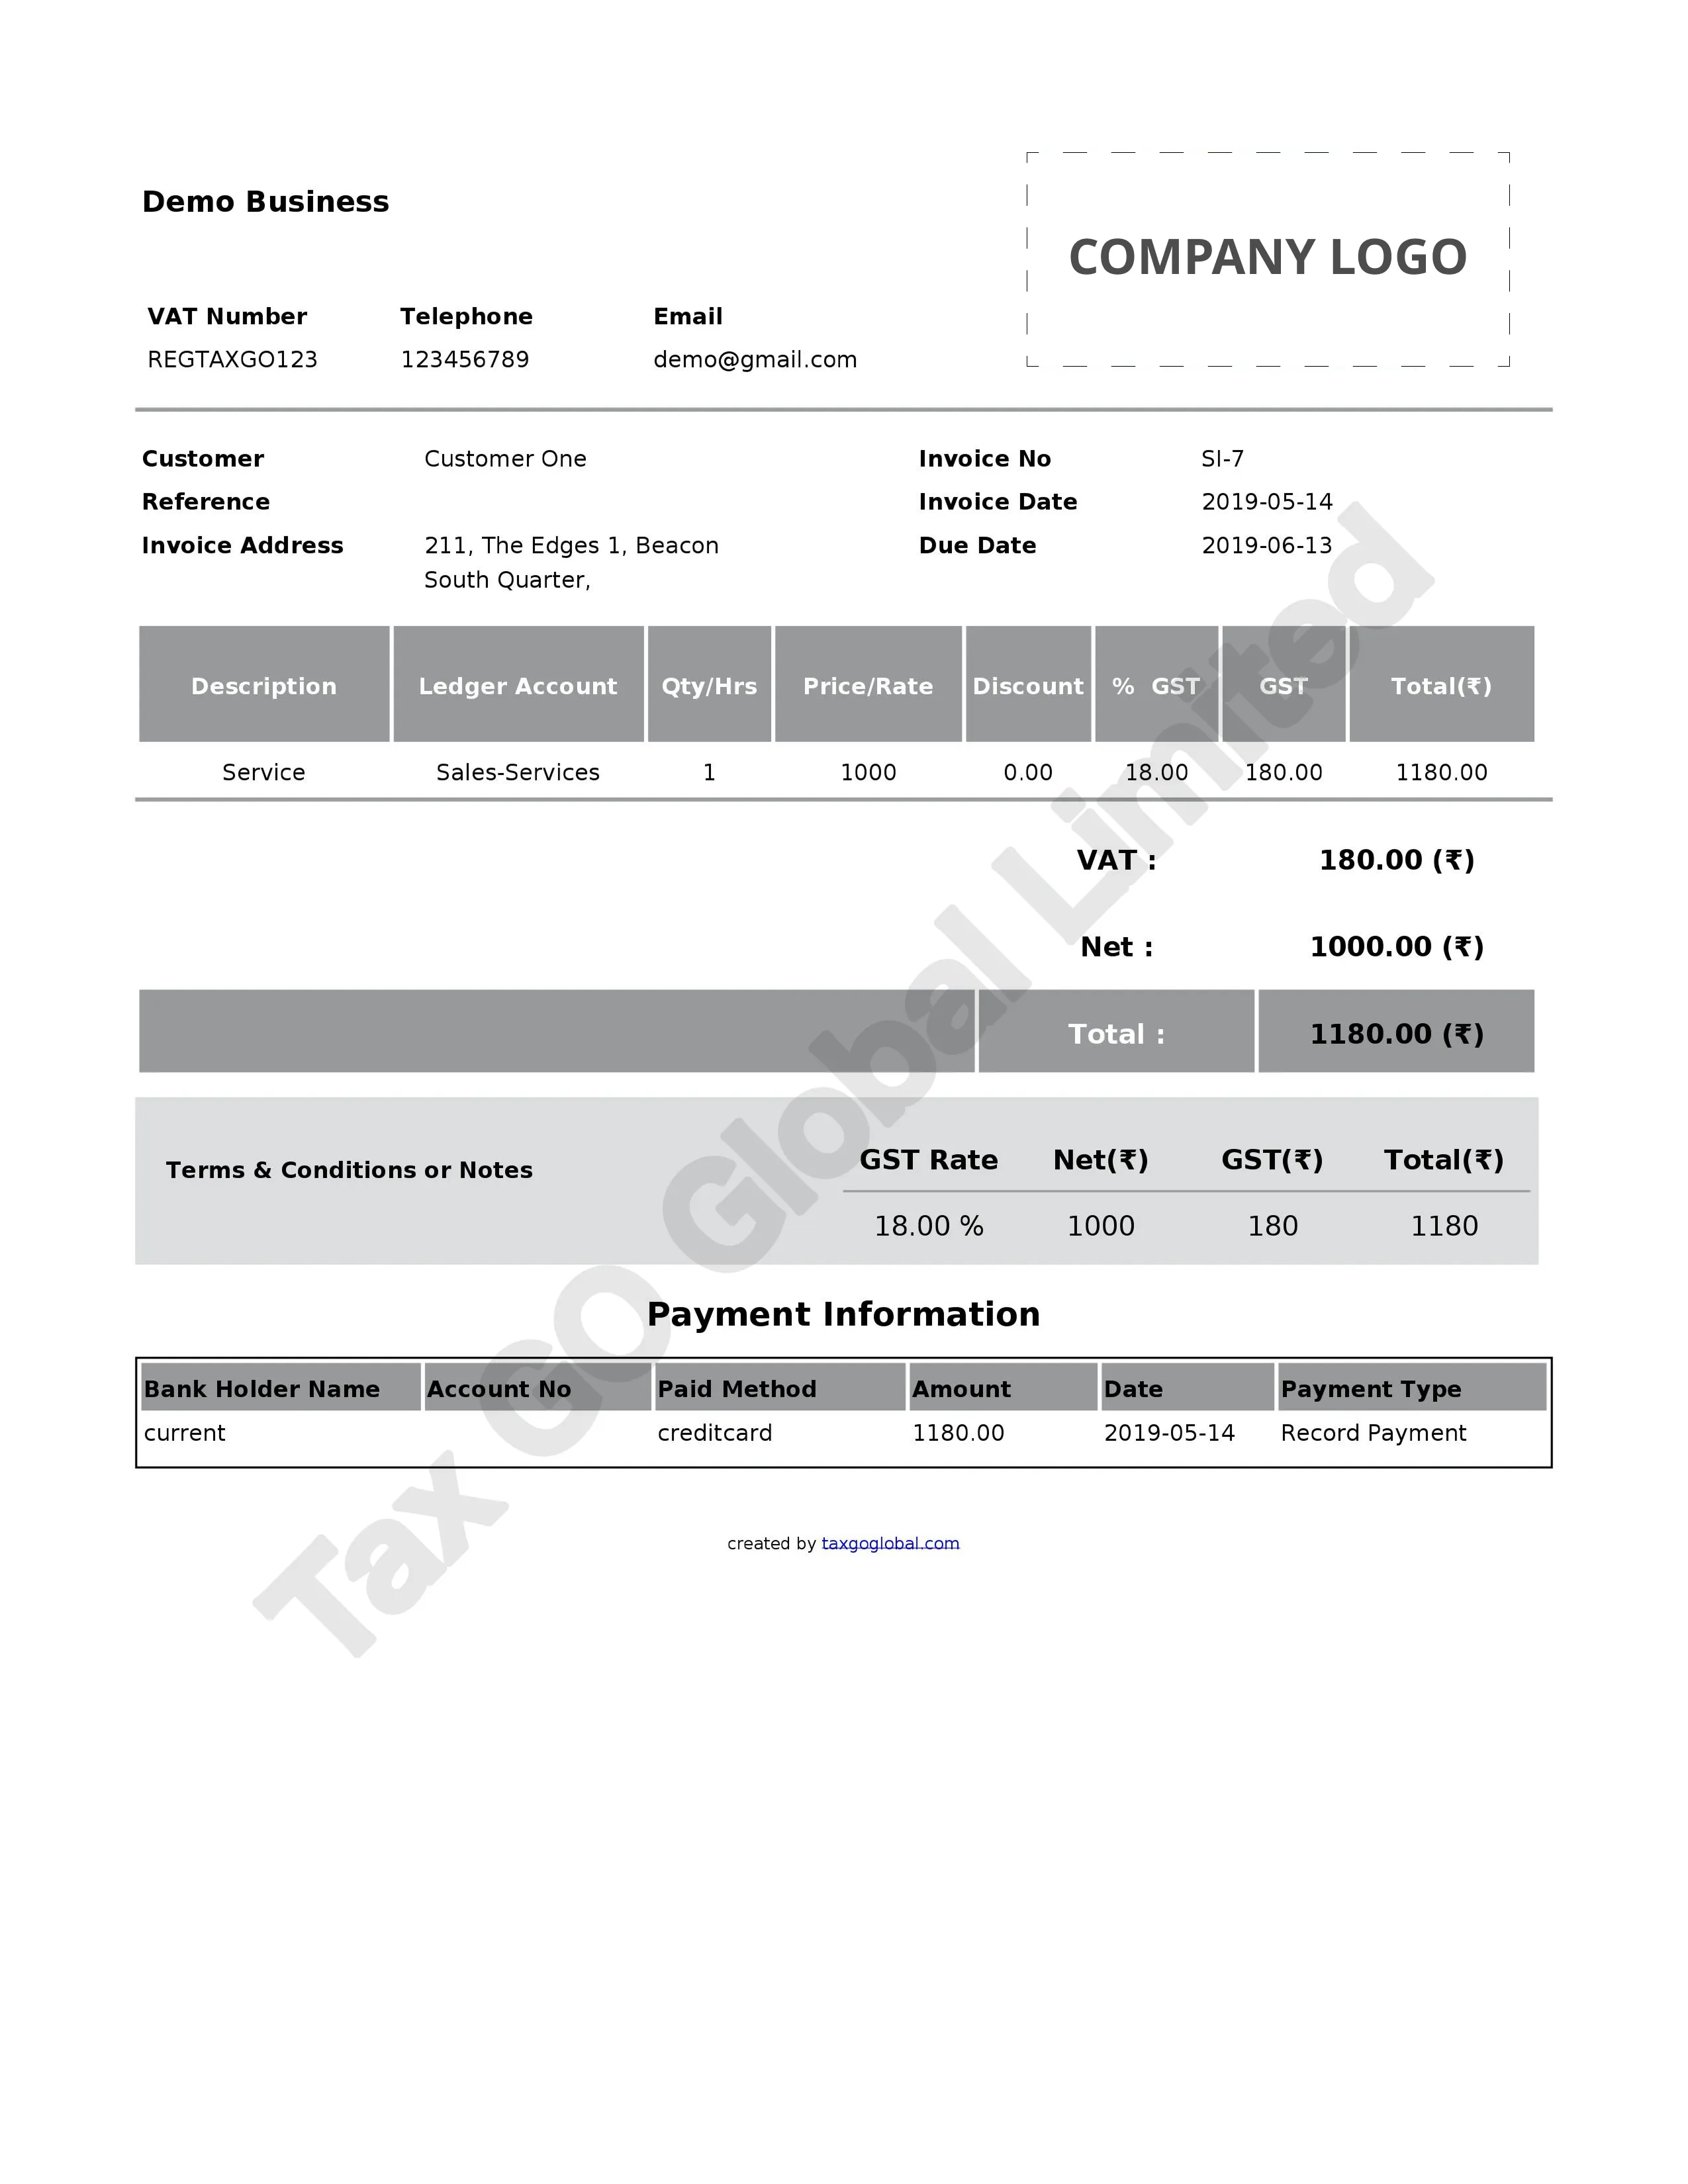 Demo Business
COMPANY LOGO
VAT Number Telephone Email
REGTAXGO123 123456789 demo@gmail.com
Customer Customer One Invoice No SI-7
Reference Invoice Date 2019-05-14
Invoice Address 211, The Edges 1, Beacon Due Date 2019-06-13
South Quarter,
Description Ledger Account Qty/Hrs Price/Rate Discount % GST GST Total(₹)
Service Sales-Services 1 1000 0.00 18.00 180.00 1180.00
VAT : 180.00 (₹)
Net : 1000.00 (₹)
Total : 1180.00 (₹)
Terms & Conditions or Notes GST Rate Net(₹) GST(₹) Total(₹)
18.00 % 1000 180 1180
Payment Information
Bank Holder Name Account No Paid Method Amount Date Payment Type
current creditcard 1180.00 2019-05-14 Record Payment
created by taxgoglobal.com
Tax GO Global Limited